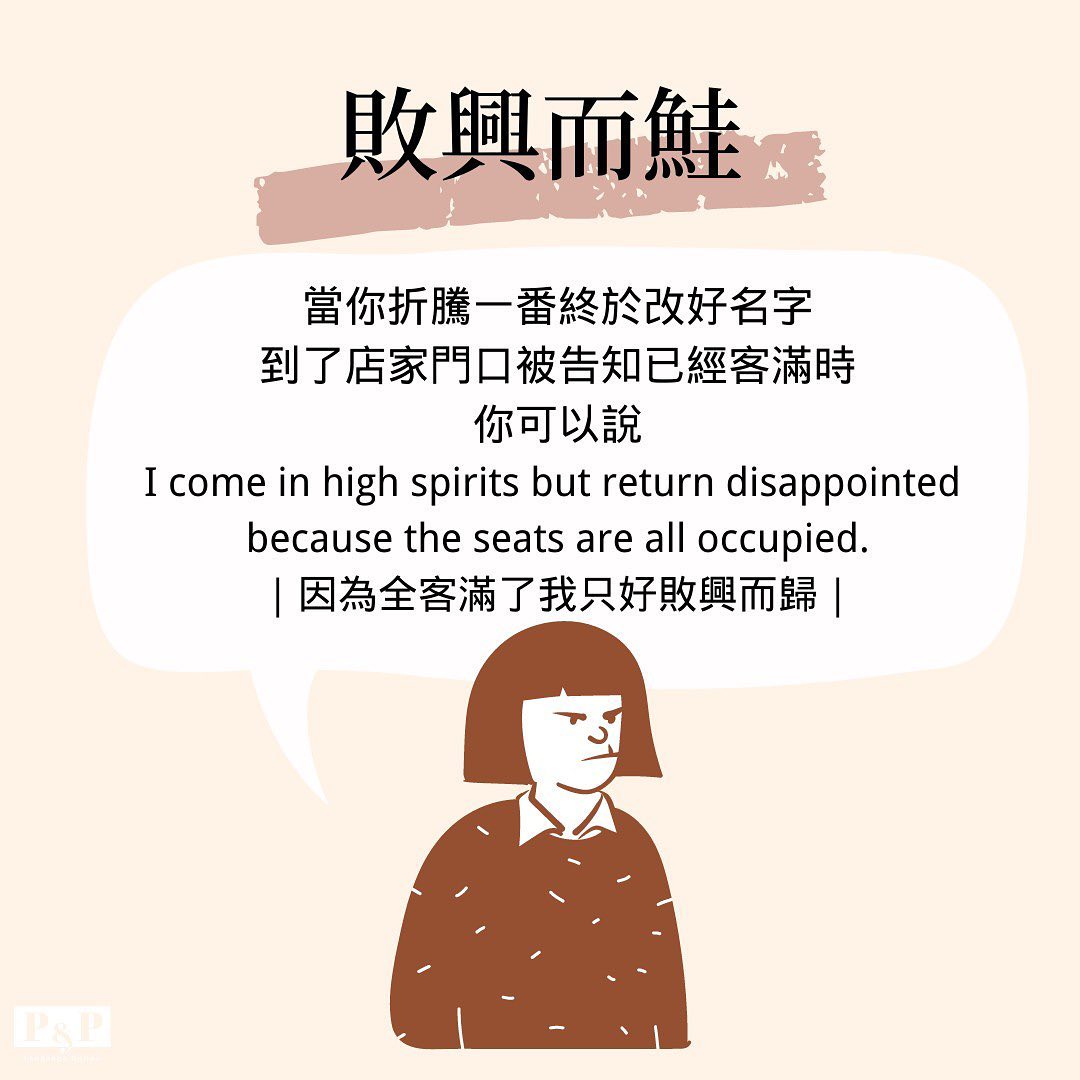 敗興而鮭
當你折騰一番終於改好名字
到了店家門口被告知已經客滿時
你可以說
I come in high spirits but return disappointed
because the seats are all occupied.
| 因為全客滿了我只好敗興而歸 |
P&P